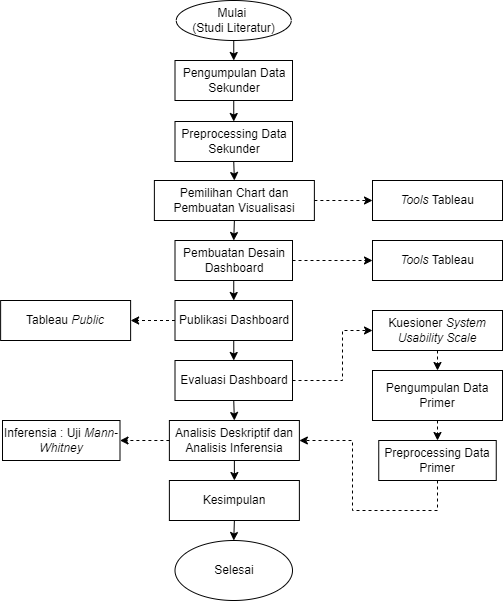 Mulai
(Studi Literatur)
Pengumpulan Data
Sekunder
Preprocessing Data
Sekunder
Pemilihan Chart dan
Pembuatan Visualisasi
Tools Tableau
Pembuatan Desain
Dashboard
Tools Tableau
Tableau Public
Publikasi Dashboard
Kuesioner System
Usability Scale
Evaluasi Dashboard
Pengumpulan Data
Primer
Inferensia : Uji Mann-
Whitney
Analisis Deskriptif dan
Analisis Inferensia
Preprocessing Data
Primer
Kesimpulan
Selesai